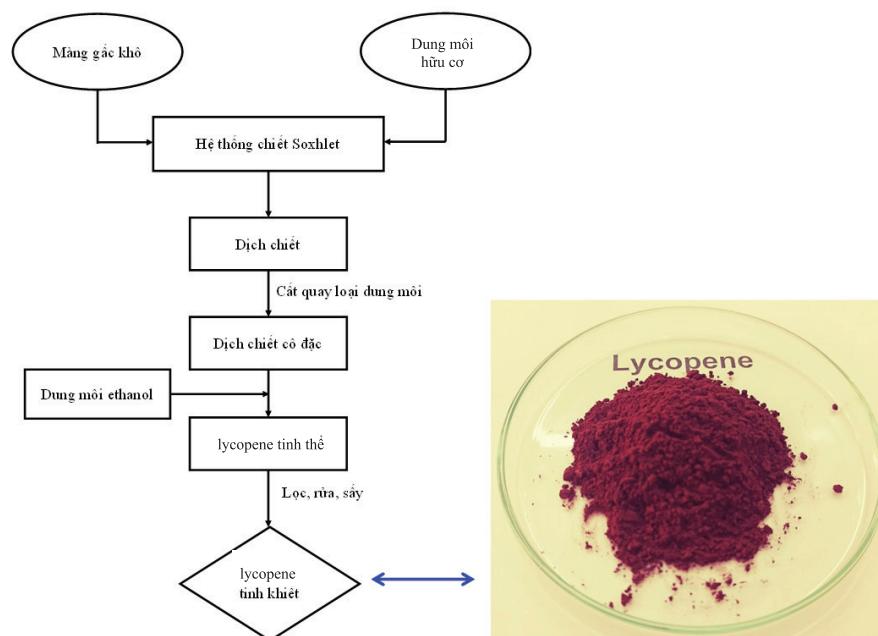 Màng gấc khô
Dung môi
hữu cơ
Hệ thống chiết Soxhlet
Dịch chiết
Cất quay loại dung môi
Dịch chiết cô đặc
Dung môi ethanol
lycopene tinh thể
Lọc, rửa, sấy
lycopene
tinh khiết
Lycopene